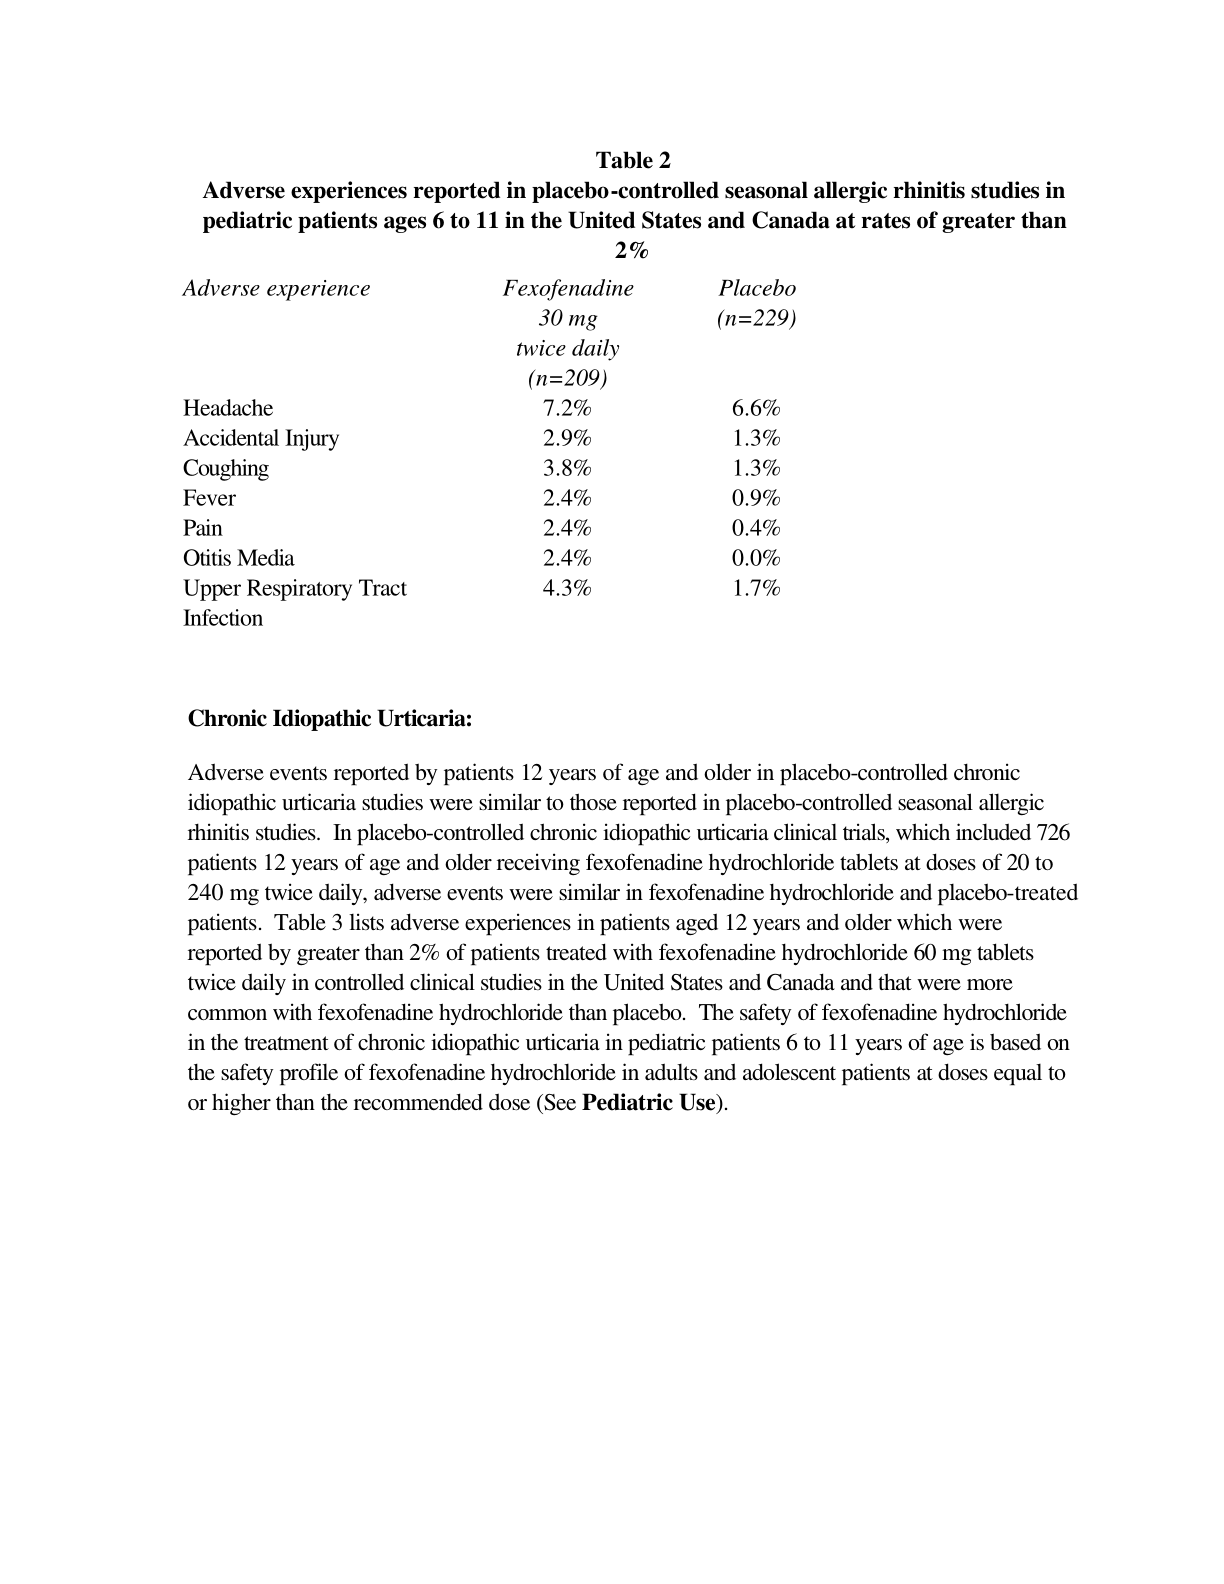 Table 2
Adverse experiences reported in placebo-controlled seasonal allergic rhinitis studies in
pediatric patients ages 6 to 11 in the United States and Canada at rates of greater than
2%
Adverse experience Fexofenadine Placebo
30 mg (n=229)
twice daily
(n=209)
Headache 7.2% 6.6%
Accidental Injury 2.9% 1.3%
Coughing 3.8% 1.3%
Fever 2.4% 0.9%
Pain 2.4% 0.4%
Otitis Media 2.4% 0.0%
Upper Respiratory Tract 4.3% 1.7%
Infection
Chronic Idiopathic Urticaria:
Adverse events reported by patients 12 years of age and older in placebo-controlled chronic
idiopathic urticaria studies were similar to those reported in placebo-controlled seasonal allergic
rhinitis studies.  In placebo-controlled chronic idiopathic urticaria clinical trials, which included 726
patients 12 years of age and older receiving fexofenadine hydrochloride tablets at doses of 20 to
240 mg twice daily, adverse events were similar in fexofenadine hydrochloride and placebo-treated
patients.  Table 3 lists adverse experiences in patients aged 12 years and older which were
reported by greater than 2% of patients treated with fexofenadine hydrochloride 60 mg tablets
twice daily in controlled clinical studies in the United States and Canada and that were more
common with fexofenadine hydrochloride than placebo.  The safety of fexofenadine hydrochloride
in the treatment of chronic idiopathic urticaria in pediatric patients 6 to 11 years of age is based on
the safety profile of fexofenadine hydrochloride in adults and adolescent patients at doses equal to
or higher than the recommended dose (See Pediatric Use).